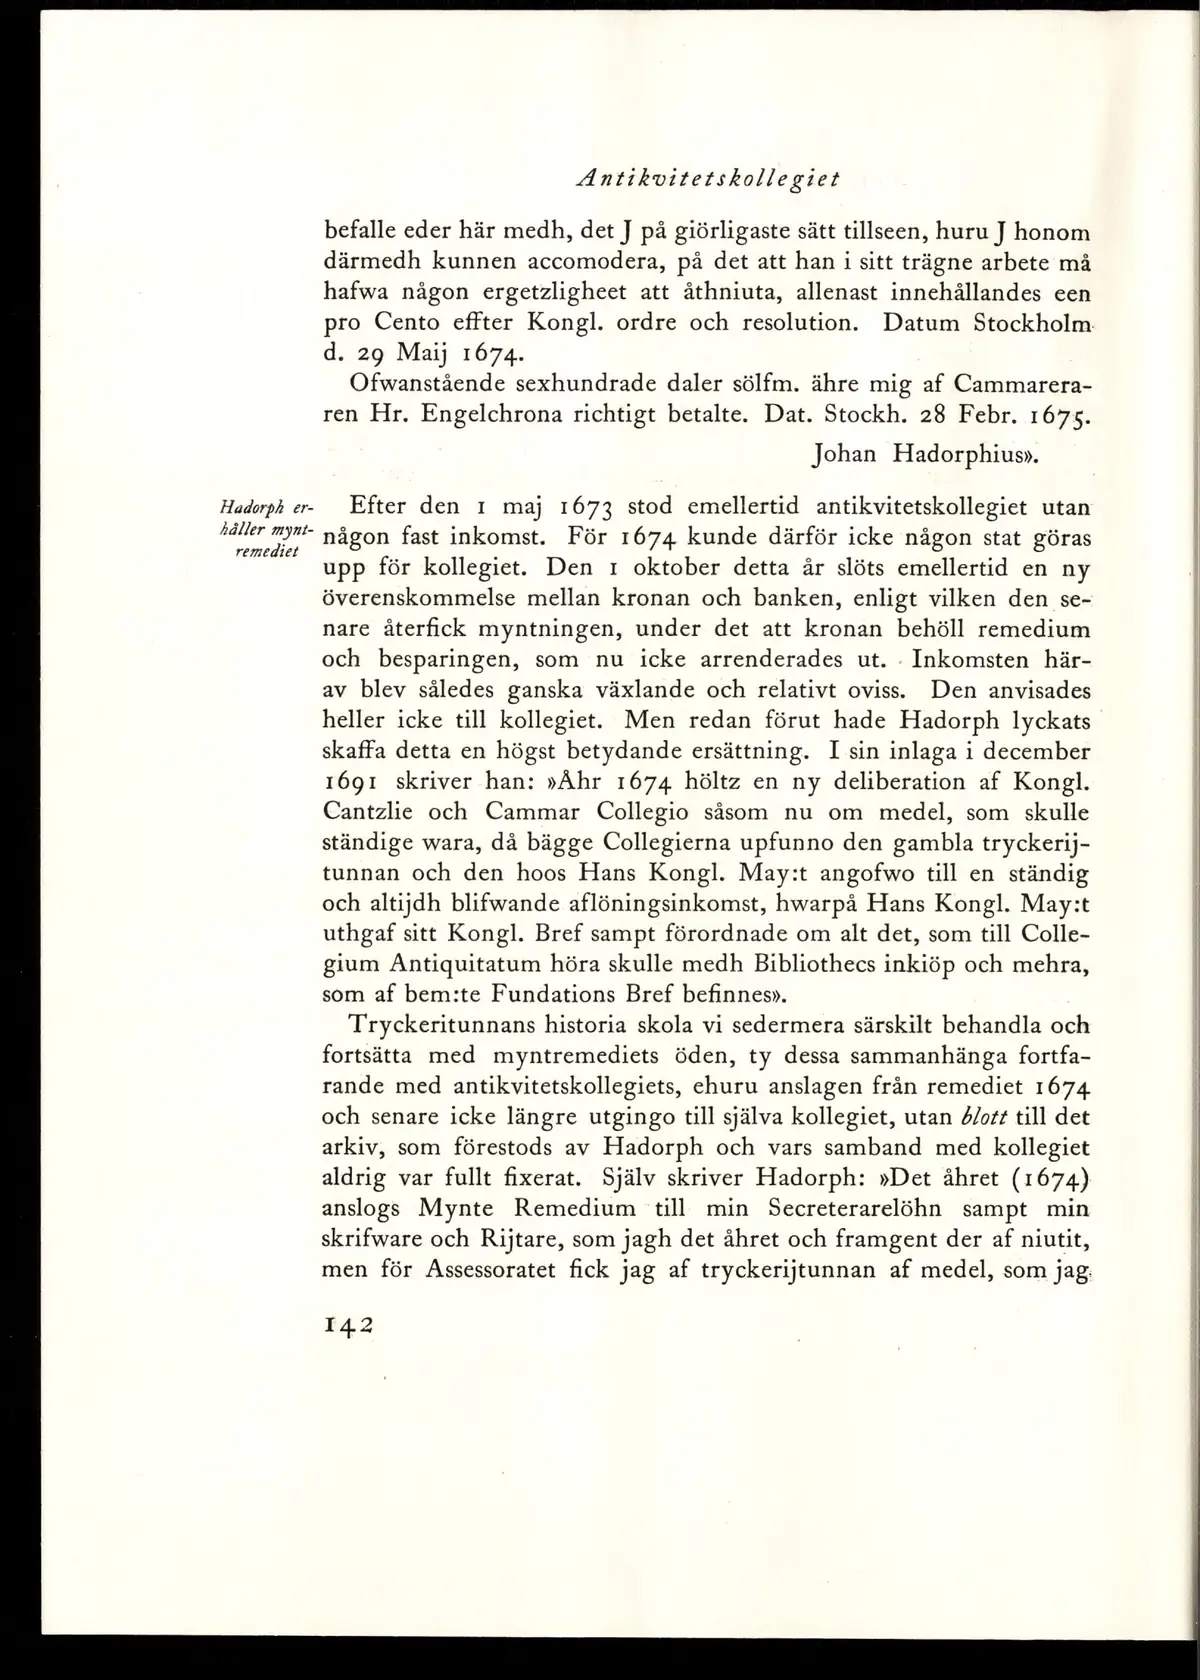 Antikvitetskollegiet
befalle eder här medh, det J på giörligaste sätt tillseen, huru J honom
därmedh kunnen accomodera, på det att han i sitt trägne arbete må
hafwa någon ergetzligheet att åthniuta, allenast innehållandes een
pro Cento effter Kongl. ordre och resolution. Datum Stockholm
d. 29 Maij 1674.
Ofwanstående sexhundrade daler sölfm. ähre mig af Cammarera-
ren Hr. Engelchrona richtigt betalte. Dat. Stockh. 28 Febr. 1675.
Johan Hadorphius».
Hadorph er-
håller mynt-
remediet
Efter den 1 maj 1673 stod emellertid antikvitetskollegiet utan
någon fast inkomst. För 1674 kunde därför icke någon stat göras
upp för kollegiet. Den 1 oktober detta år slöts emellertid en ny
överenskommelse mellan kronan och banken, enligt vilken den se-
nare återfick myntningen, under det att kronan behöll remedium
och besparingen, som nu icke arrenderades ut. Inkomsten här-
av blev således ganska växlande och relativt oviss. Den anvisades
heller icke till kollegiet. Men redan förut hade Hadorph lyckats
skaffa detta en högst betydande ersättning. I sin inlaga i december
1691 skriver han: »Åhr 1674 höltz en ny deliberation af Kongl.
Cantzlie och Cammar Collegio såsom nu om medel, som skulle
ständige wara, då bägge Collegierna upfunno den gambla tryckerij-
tunnan och den hoos Hans Kongl. May:t angofwo till en ständig
och altijdh blifwande aflöningsinkomst, hwarpå Hans Kongl. May:t
uthgaf sitt Kongl. Bref sampt förordnade om alt det, som till Colle-
gium Antiquitatum höra skulle medh Bibliothecs inkiöp och mehra,
som af bem:te Fundations Bref befinnes».
Tryckeritunnans historia skola vi sedermera särskilt behandla och
fortsätta med myntremediets öden, ty dessa sammanhänga fortfa-
rande med antikvitetskollegiets, ehuru anslagen från remediet 1674
och senare icke längre utgingo till själva kollegiet, utan blott till det
arkiv, som förestods av Hadorph och vars samband med kollegiet
aldrig var fullt fixerat. Själv skriver Hadorph: »Det åhret (1674)
anslogs Mynte Remedium till min Secreterarelöhn sampt min
skrifware och Rijtare, som jagh det åhret och framgent der af niutit,
men för Assessoratet fick jag af tryckerijtunnan af medel, som jag
142